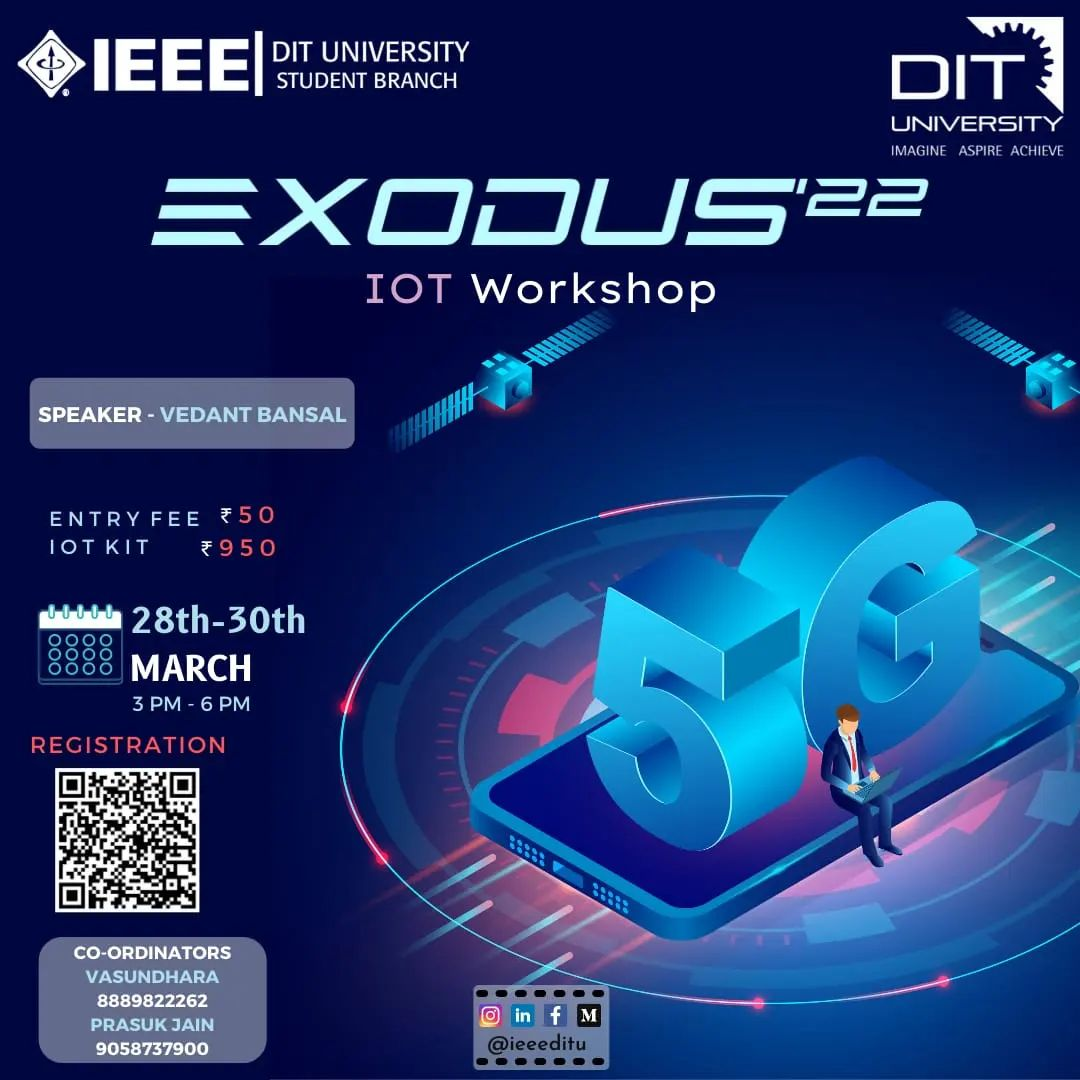 IEEE
DIT UNIVERSITY
STUDENT BRANCH
DIT
UNIVERSITY
IMAGINE ASPIRE ACHIEVE
EXODUS'22
IOT Workshop
SPEAKER - VEDANT BANSAL
ENTRY FEE ₹50
IOT KIT ₹950
28th-30th
MARCH
3 PM - 6 PM
REGISTRATION
5G
CO-ORDINATORS
VASUNDHARA
8889822262
PRASUK JAIN
9058737900
@ieeeditu